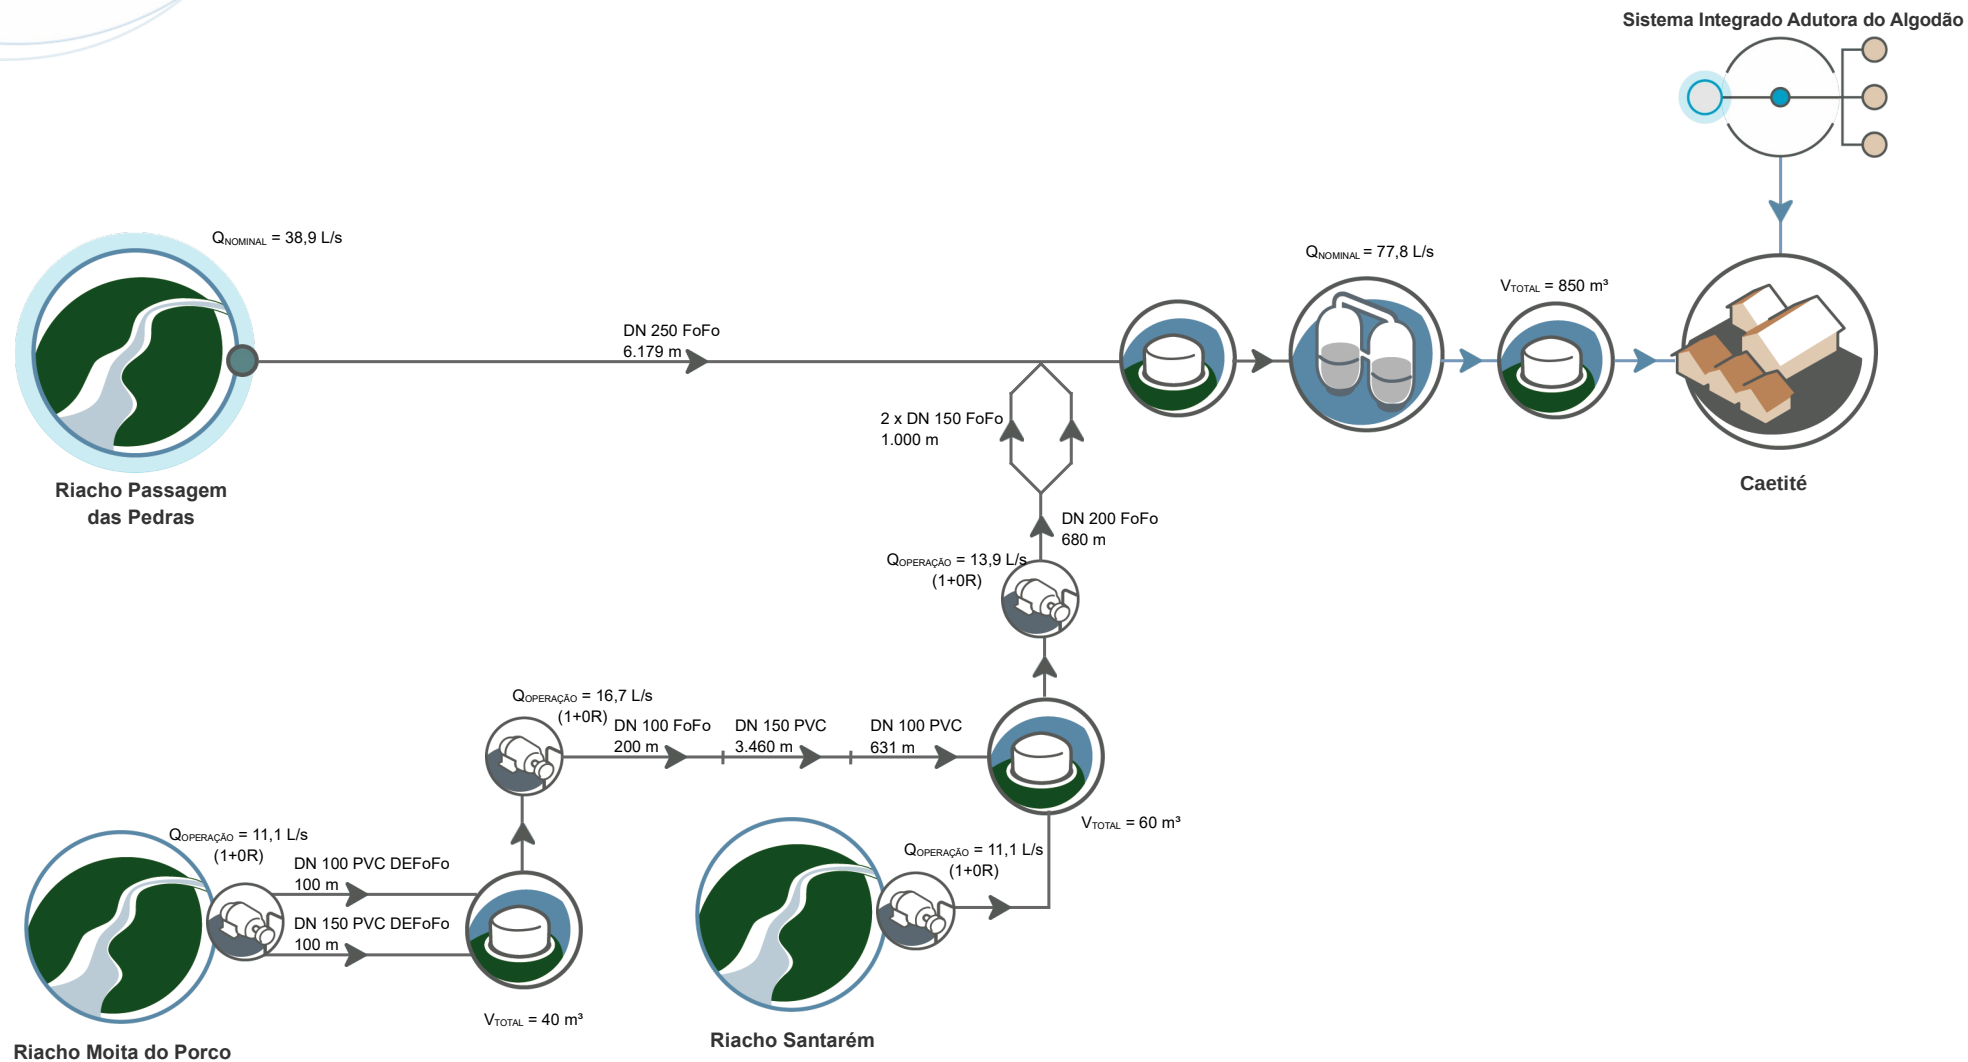 Sistema Integrado Adutora do Algodão
QNOMINAL = 38,9 L/s
QNOMINAL = 77,8 L/s
VTOTAL = 850 m³
DN 250 FoFo
6.179 m
2 x DN 150 FoFo
1.000 m
Riacho Passagem
das Pedras
Caetité
DN 200 FoFo
680 m
QOPERAÇÃO = 13,9 L/s
(1+0R)
QOPERAÇÃO = 16,7 L/s
(1+0R)
DN 100 FoFo
200 m
DN 150 PVC
3.460 m
DN 100 PVC
631 m
VTOTAL = 60 m³
QOPERAÇÃO = 11,1 L/s
(1+0R)
DN 100 PVC DEFoFo
100 m
DN 150 PVC DEFoFo
100 m
QOPERAÇÃO = 11,1 L/s
(1+0R)
VTOTAL = 40 m³
Riacho Santarém
Riacho Moita do Porco